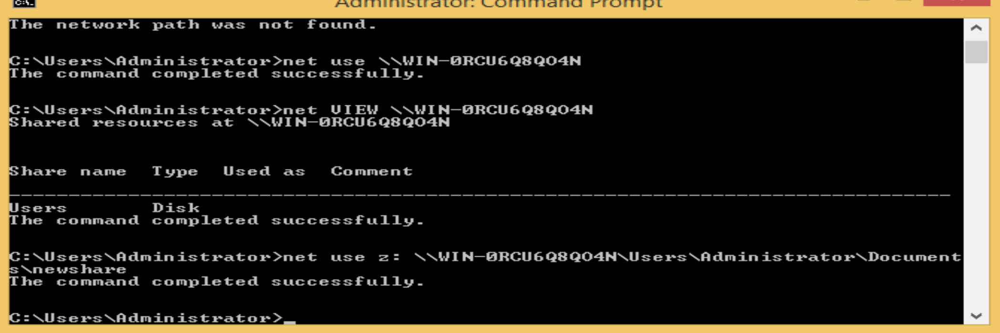 Administrator: Command Prompt
The network path was not found.
C:\Users\Administrator>net use \\WIN-0RCU6Q8QO4N
The command completed successfully.
C:\Users\Administrator>net VIEW \\WIN-0RCU6Q8QO4N
Shared resources at \\WIN-0RCU6Q8QO4N
Share name  Type  Used as  Comment
-------------------------------------------------------------------------------
Users       Disk
The command completed successfully.
C:\Users\Administrator>net use z: \\WIN-0RCU6Q8QO4N\Users\Administrator\Document
s\newshare
The command completed successfully.
C:\Users\Administrator>_